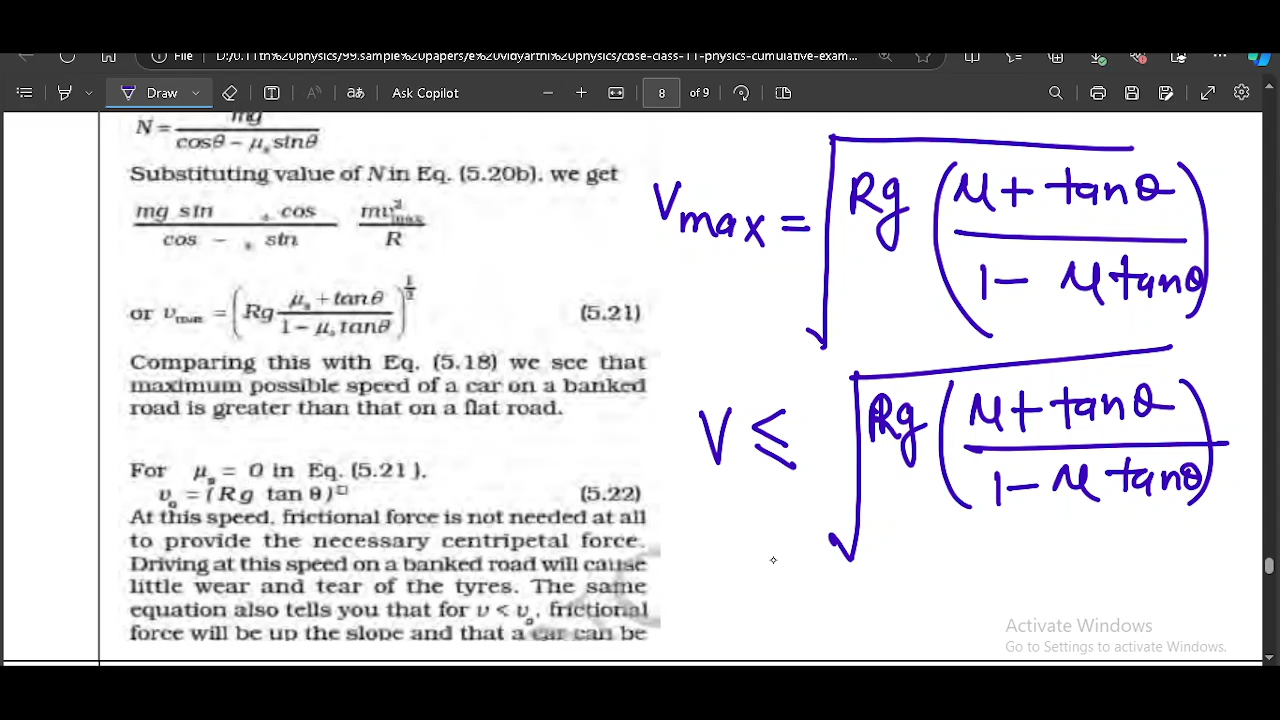 File D:/0.11th%20physics/99.sample%20papers/e%20vidyarthi%20physics/cbse-class-11-physics-cumulative-exam...
Draw Ask Copilot 8 of 9
N = mg / (cosθ − μₛ sinθ)
Substituting value of N in Eq. (5.20b), we get
mg sin ₛ cos / cos − ₛ sin mv²max / R
or vmax = (Rg (μₛ + tanθ) / (1 − μₛ tanθ))^½ (5.21)
Comparing this with Eq. (5.18) we see that
maximum possible speed of a car on a banked
road is greater than that on a flat road.
For μₛ = 0 in Eq. (5.21),
vₒ = (Rg tan θ)□ (5.22)
At this speed, frictional force is not needed at all
to provide the necessary centripetal force.
Driving at this speed on a banked road will cause
little wear and tear of the tyres. The same
equation also tells you that for v < vₒ, frictional
force will be up the slope and that a car can be
Vmax = √(Rg ((μ + tanθ) / (1 − μ tanθ)))
V ≤ √(Rg ((μ + tanθ) / (1 − μ tanθ)))
Activate Windows
Go to Settings to activate Windows.